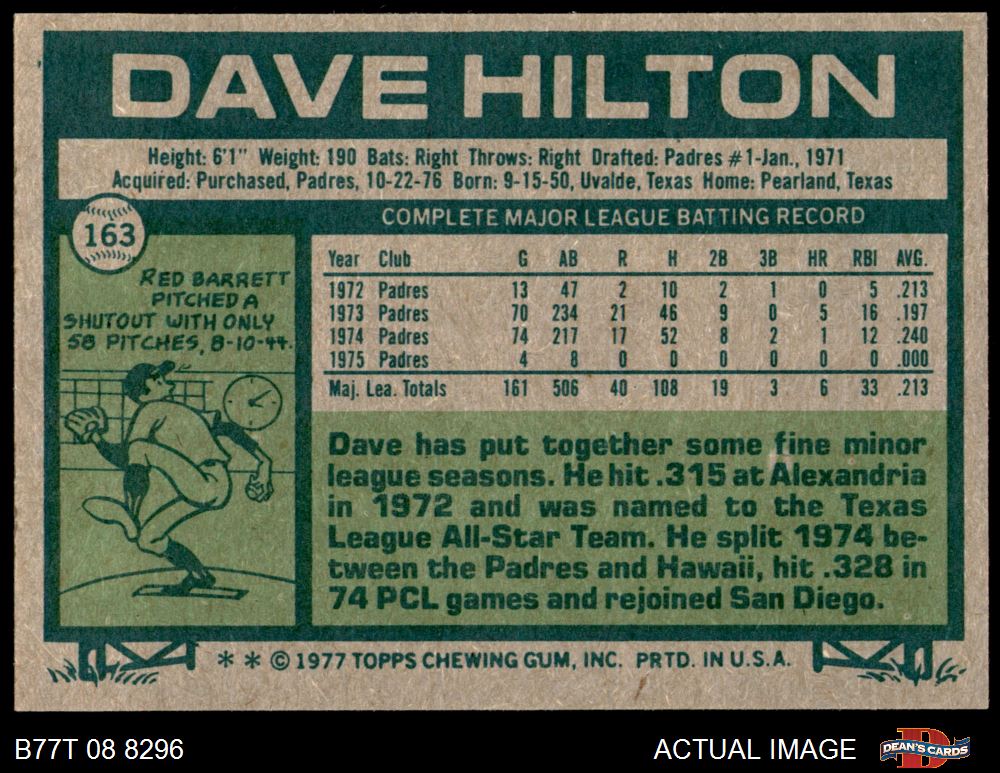 DAVE HILTON
Height: 6'1" Weight: 190 Bats: Right Throws: Right Drafted: Padres #1-Jan., 1971
Acquired: Purchased, Padres, 10-22-76 Born: 9-15-50, Uvalde, Texas Home: Pearland, Texas
163
RED BARRETT
PITCHED A
SHUTOUT WITH ONLY
58 PITCHES, 8-10-44.
COMPLETE MAJOR LEAGUE BATTING RECORD
Year Club G AB R H 2B 3B HR RBI AVG.
1972 Padres 13 47 2 10 2 1 0 5 .213
1973 Padres 70 234 21 46 9 0 5 16 .197
1974 Padres 74 217 17 52 8 2 1 12 .240
1975 Padres 4 8 0 0 0 0 0 0 .000
Maj. Lea. Totals 161 506 40 108 19 3 6 33 .213
Dave has put together some fine minor
league seasons. He hit .315 at Alexandria
in 1972 and was named to the Texas
League All-Star Team. He split 1974 be-
tween the Padres and Hawaii, hit .328 in
74 PCL games and rejoined San Diego.
* * © 1977 TOPPS CHEWING GUM, INC. PRTD. IN U.S.A.
B77T 08 8296
ACTUAL IMAGE
D
DEAN'S CARDS